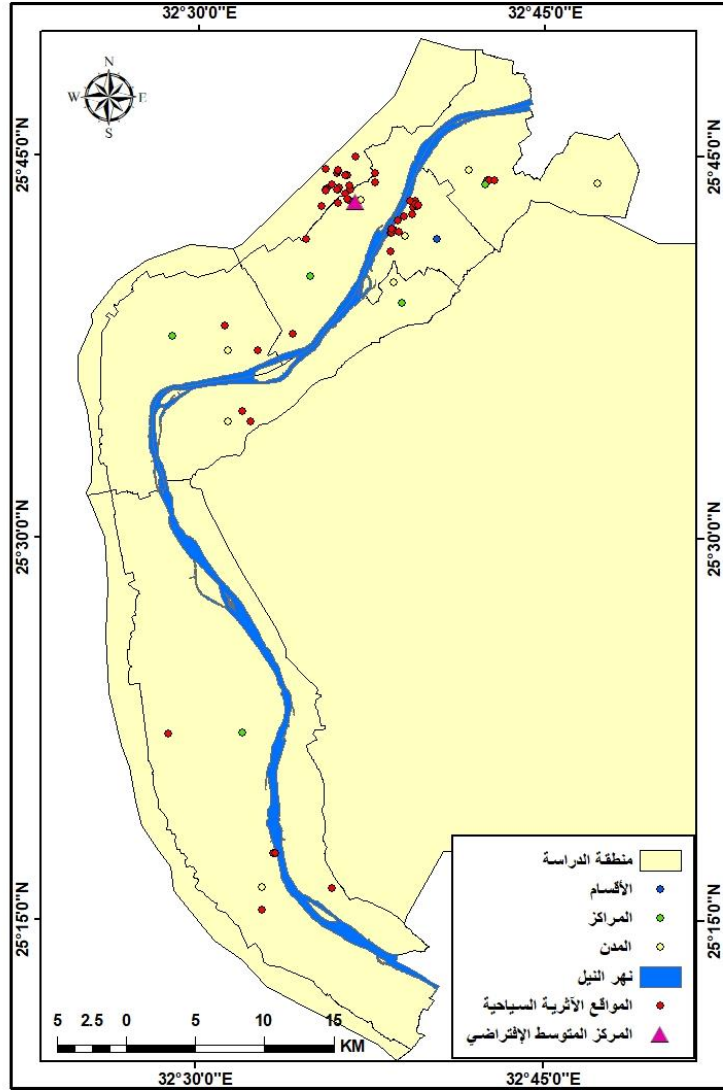 32°30'0"E 32°45'0"E
N
W E
S
25°45'0"N 25°45'0"N
25°30'0"N 25°30'0"N
25°15'0"N 25°15'0"N
منطقة الدراسة
الأقسام
المراكز
المدن
نهر النيل
المواقع الآثرية السياحية
المركز المتوسط الإفتراضي
5 2.5 0 5 10 15
KM
32°30'0"E 32°45'0"E